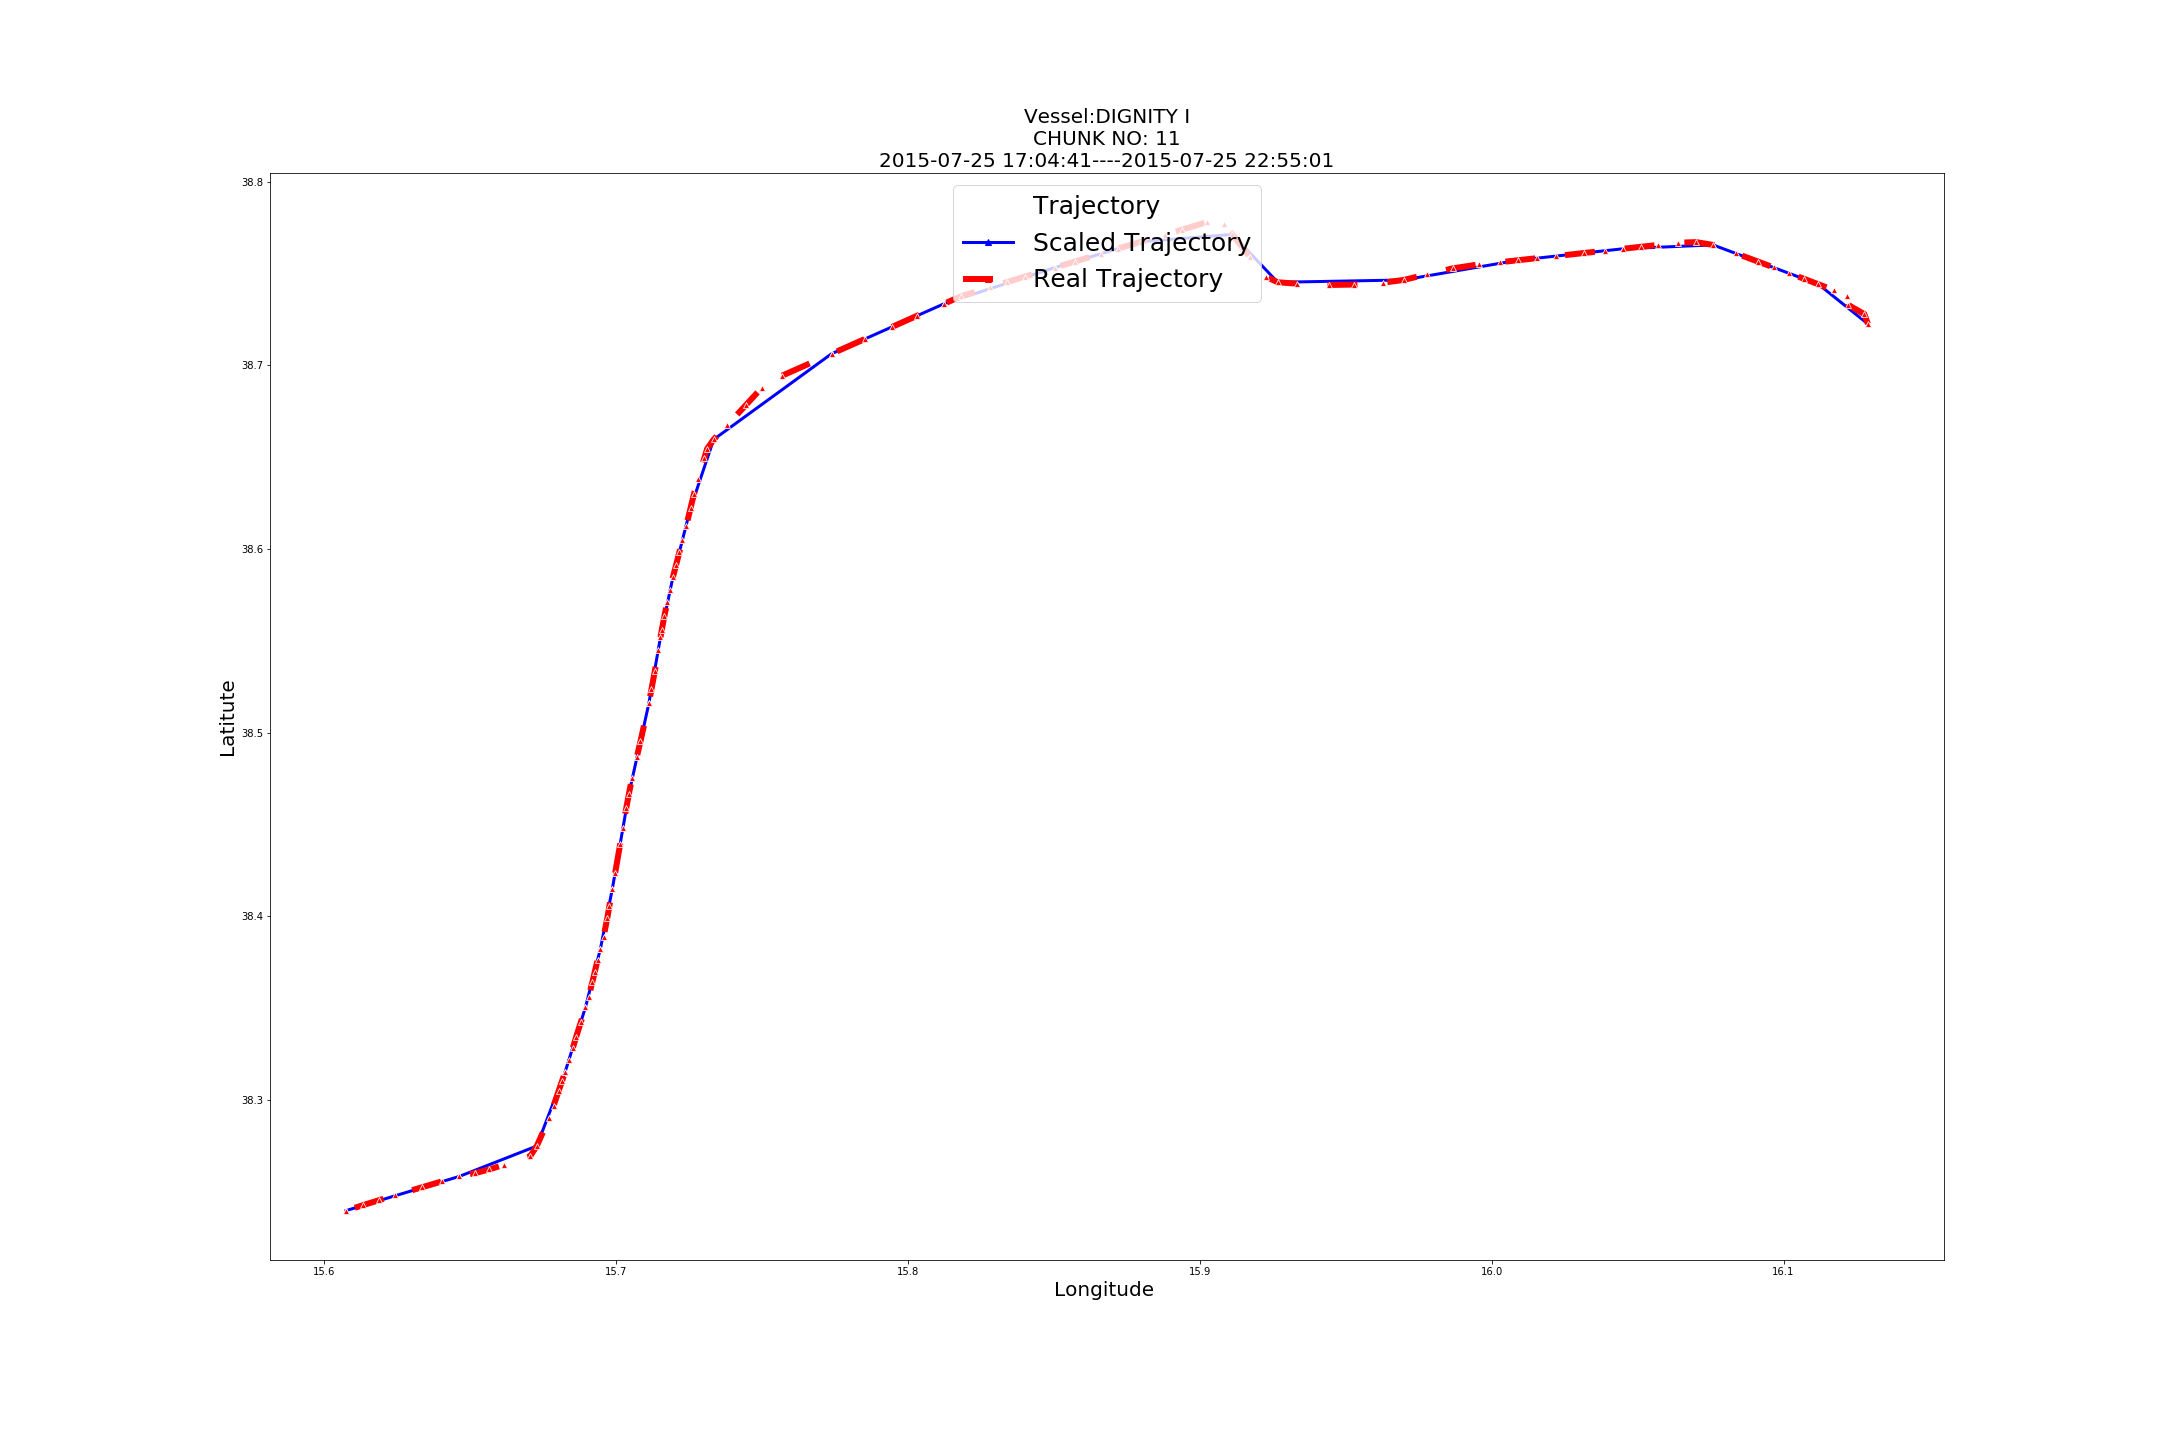 Vessel:DIGNITY I
CHUNK NO: 11
2015-07-25 17:04:41----2015-07-25 22:55:01
Trajectory
Scaled Trajectory
Real Trajectory
38.8
38.7
38.6
38.5
38.4
38.3
Latitute
15.6 15.7 15.8 15.9 16.0 16.1
Longitude